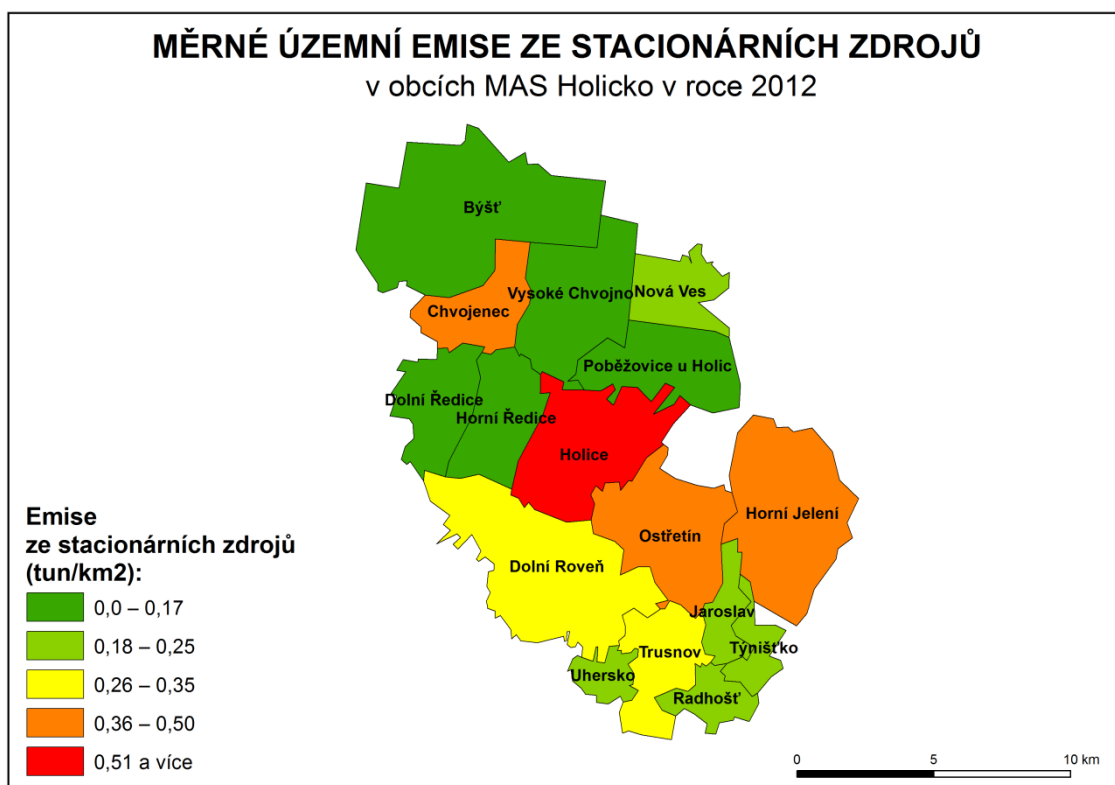 MĚRNÉ ÚZEMNÍ EMISE ZE STACIONÁRNÍCH ZDROJŮ
v obcích MAS Holicko v roce 2012
Býšť
Vysoké Chvojno
Nová Ves
Chvojenec
Poběžovice u Holic
Dolní Ředice
Horní Ředice
Holice
Horní Jelení
Ostřetín
Dolní Roveň
Jaroslav
Týnišťko
Trusnov
Uhersko
Radhošť
Emise
ze stacionárních zdrojů
(tun/km2):
0,0 – 0,17
0,18 – 0,25
0,26 – 0,35
0,36 – 0,50
0,51 a více
0 5 10 km